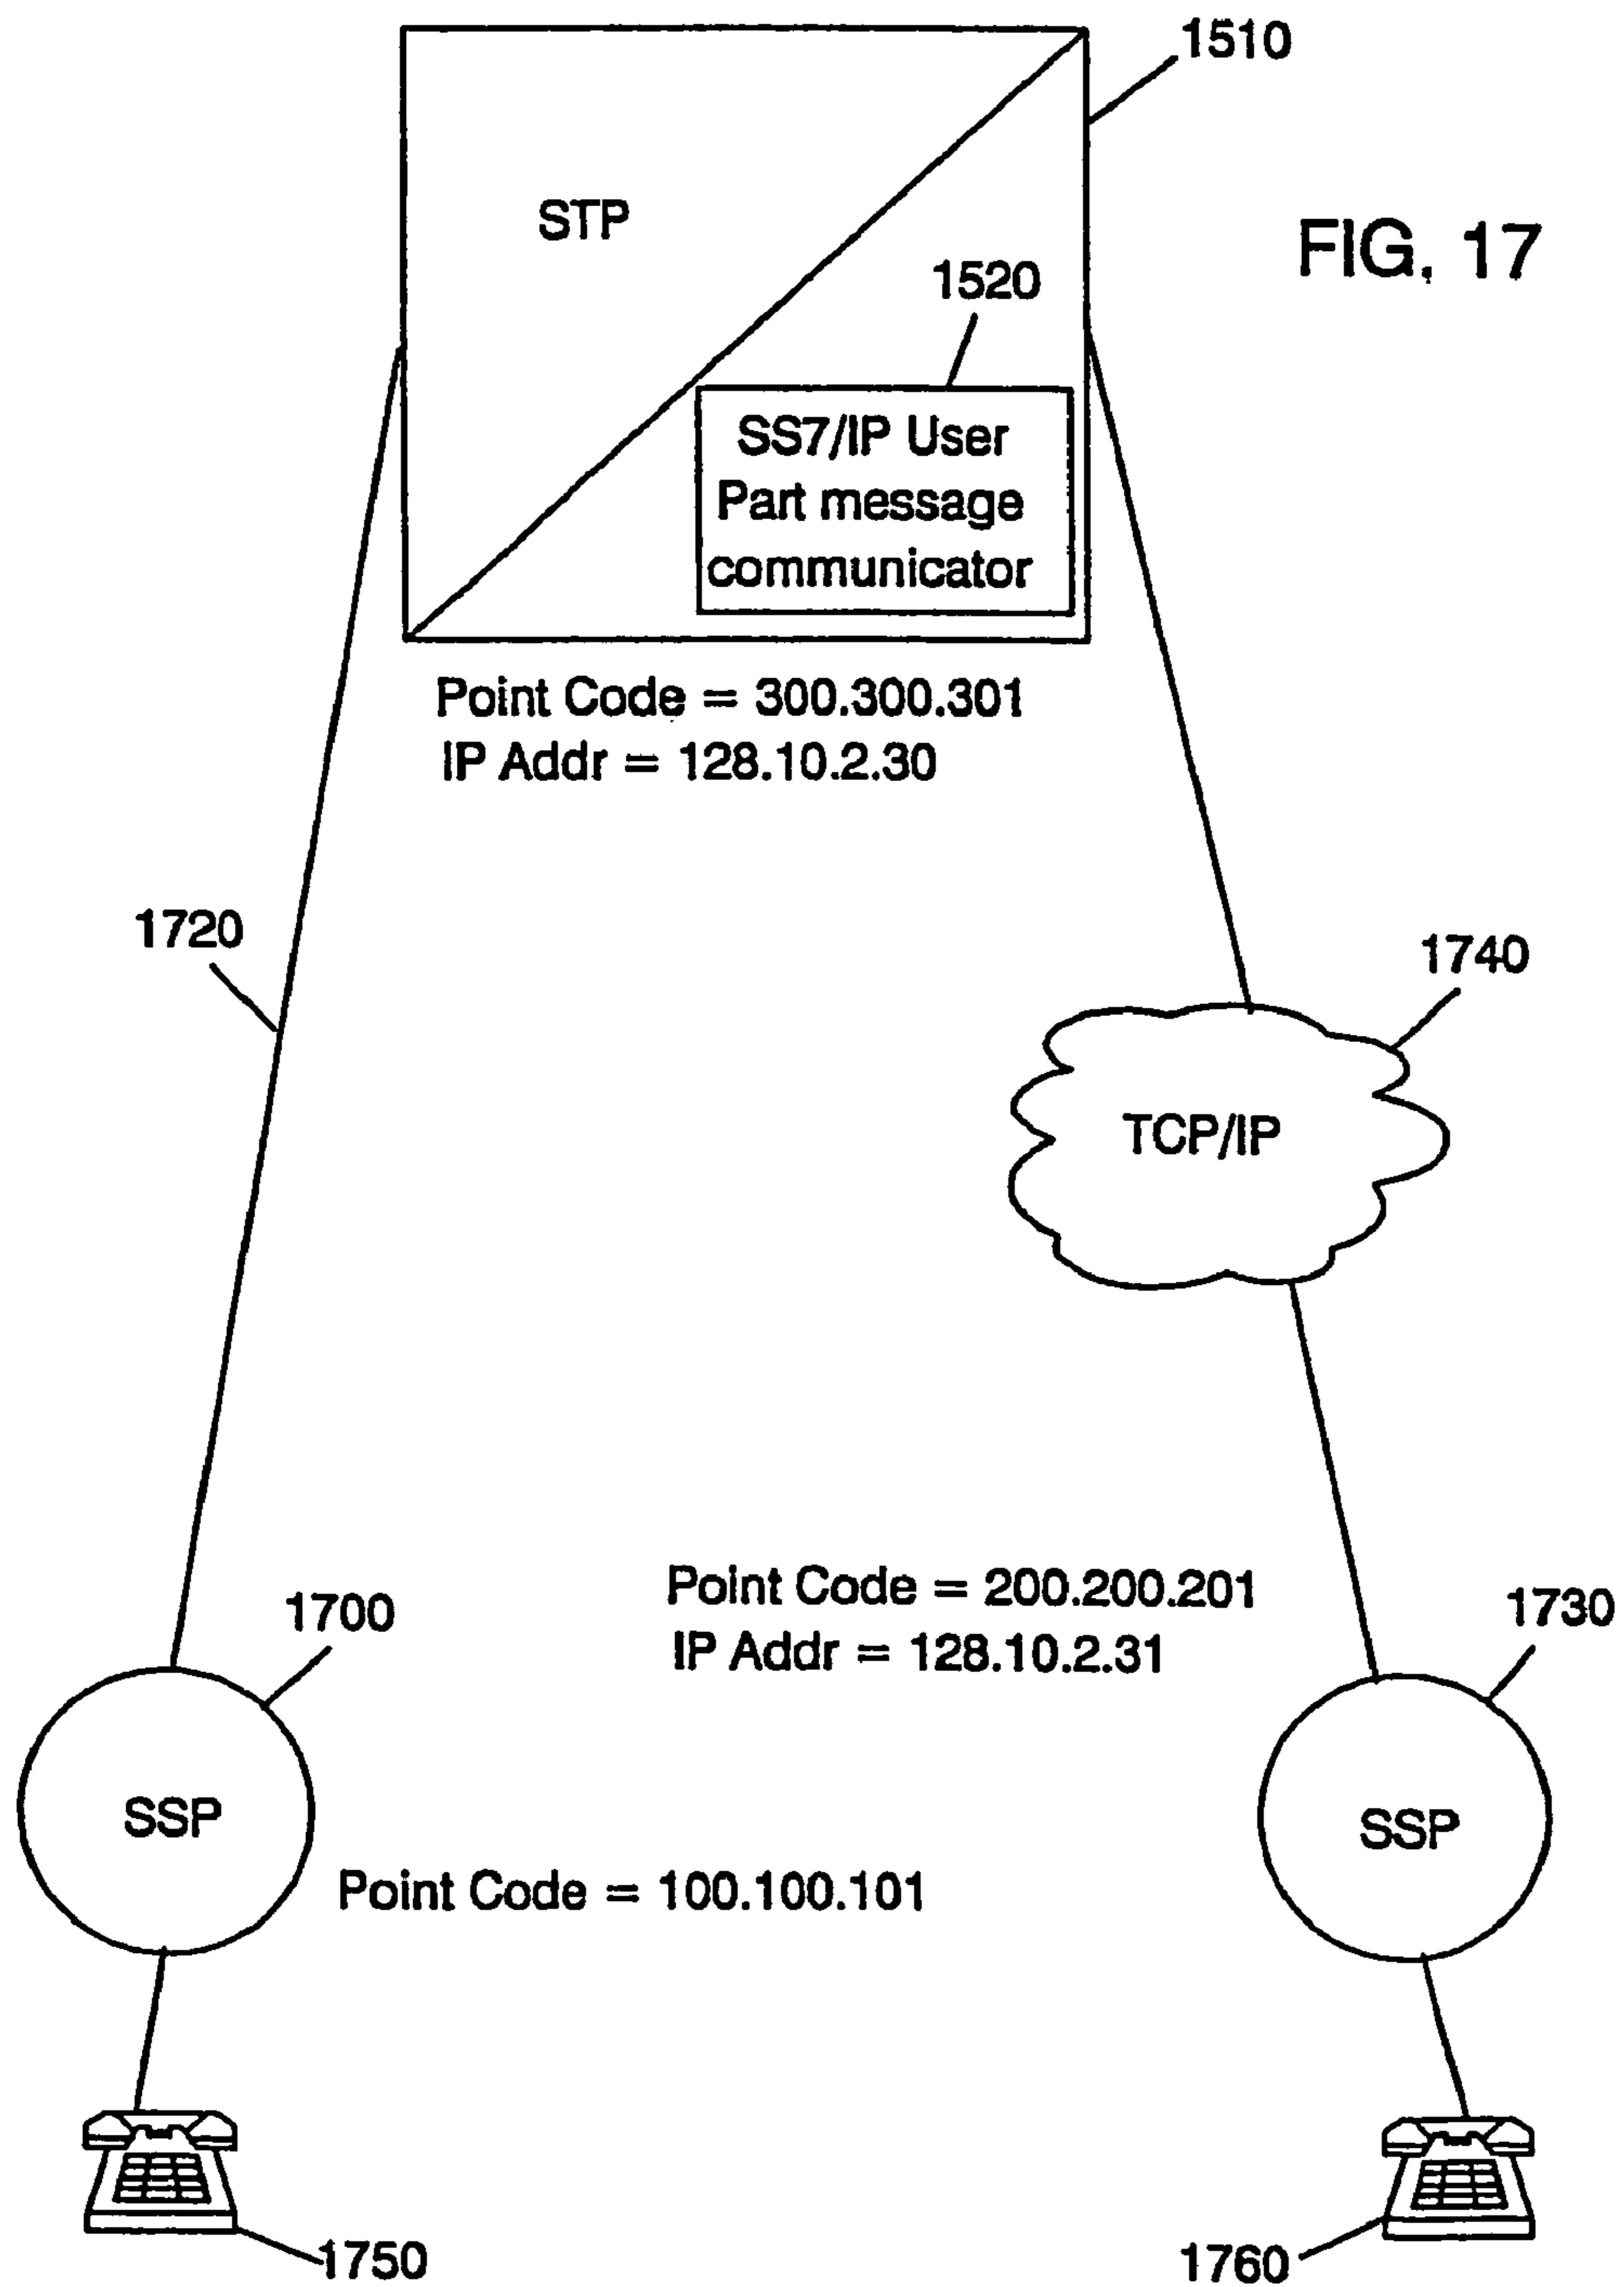 1510
STP
FIG. 17
1520
SS7/IP User
Part message
communicator
Point Code = 300.300.301
IP Addr = 128.10.2.30
1720
1740
TCP/IP
Point Code = 200.200.201
IP Addr = 128.10.2.31
1700
1730
SSP
SSP
Point Code = 100.100.101
1750
1760